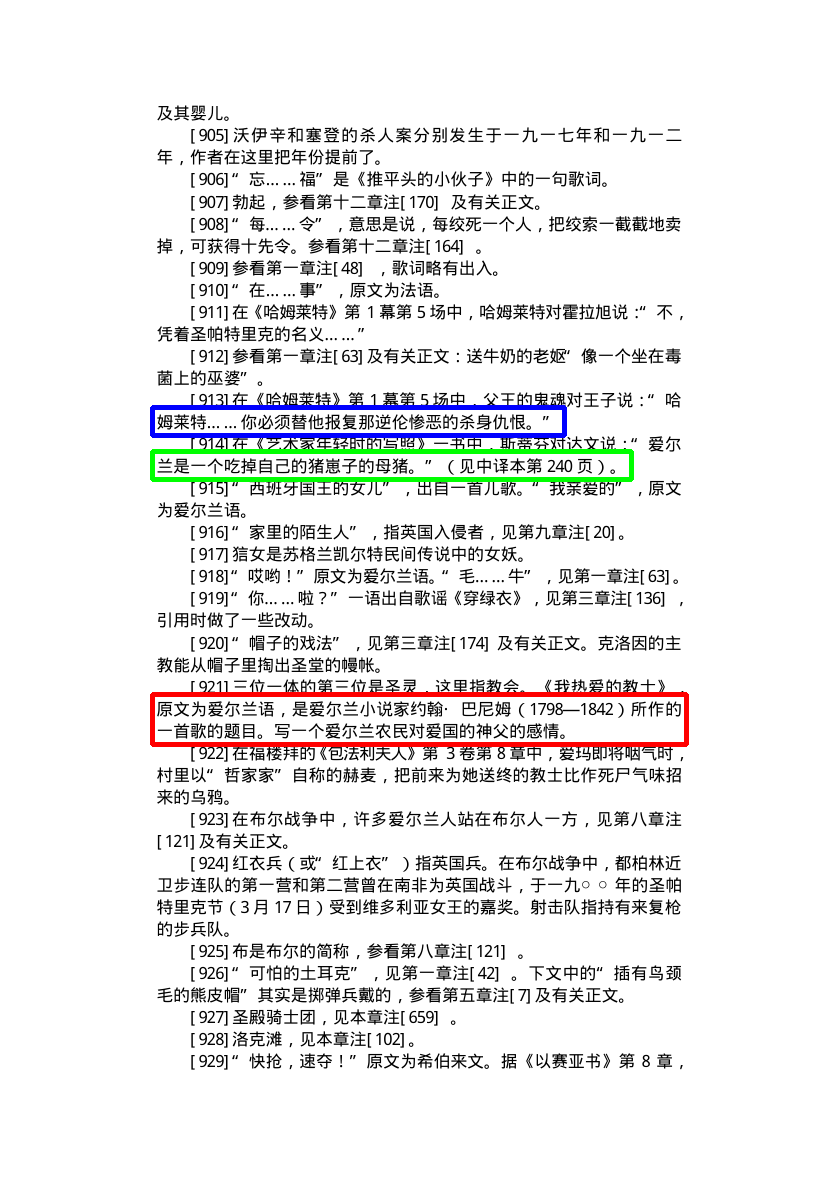 及其婴儿。
[905]沃伊辛和塞登的杀人案分别发生于一九一七年和一九一二
年，作者在这里把年份提前了。
[906]“忘……福”是《推平头的小伙子》中的一句歌词。
[907]勃起，参看第十二章注[170] 及有关正文。
[908]“每……令”，意思是说，每绞死一个人，把绞索一截截地卖
掉，可获得十先令。参看第十二章注[164] 。
[909]参看第一章注[48] ，歌词略有出入。
[910]“在……事”，原文为法语。
[911]在《哈姆莱特》第1幕第5场中，哈姆莱特对霍拉旭说：“不，
凭着圣帕特里克的名义……”
[912]参看第一章注[63]及有关正文：送牛奶的老妪“像一个坐在毒
菌上的巫婆”。
[913]在《哈姆莱特》第1幕第5场中，父王的鬼魂对王子说：“哈
姆莱特……你必须替他报复那逆伦惨恶的杀身仇恨。”
[914]在《艺术家年轻时的写照》一书中，斯蒂芬对达文说：“爱尔
兰是一个吃掉自己的猪崽子的母猪。”（见中译本第240页）。
[915]“西班牙国王的女儿”，出自一首儿歌。“我亲爱的”，原文
为爱尔兰语。
[916]“家里的陌生人”，指英国入侵者，见第九章注[20]。
[917]狺女是苏格兰凯尔特民间传说中的女妖。
[918]“哎哟！”原文为爱尔兰语。“毛……牛”，见第一章注[63]。
[919]“你……啦？”一语出自歌谣《穿绿衣》，见第三章注[136] ，
引用时做了一些改动。
[920]“帽子的戏法”，见第三章注[174] 及有关正文。克洛因的主
教能从帽子里掏出圣堂的幔帐。
[921]三位一体的第三位是圣灵，这里指教会。《我热爱的教士》，
原文为爱尔兰语，是爱尔兰小说家约翰·巴尼姆（1798—1842）所作的
一首歌的题目。写一个爱尔兰农民对爱国的神父的感情。
[922]在福楼拜的《包法利夫人》第 3 卷第 8 章中，爱玛即将咽气时，
村里以“哲家家”自称的赫麦，把前来为她送终的教士比作死尸气味招
来的乌鸦。
[923]在布尔战争中，许多爱尔兰人站在布尔人一方，见第八章注
[121]及有关正文。
[924]红衣兵（或“红上衣”）指英国兵。在布尔战争中，都柏林近
卫步连队的第一营和第二营曾在南非为英国战斗，于一九○○年的圣帕
特里克节（3月17日）受到维多利亚女王的嘉奖。射击队指持有来复枪
的步兵队。
[925]布是布尔的简称，参看第八章注[121] 。
[926]“可怕的土耳克”，见第一章注[42] 。下文中的“插有鸟颈
毛的熊皮帽”其实是掷弹兵戴的，参看第五章注[7]及有关正文。
[927]圣殿骑士团，见本章注[659] 。
[928]洛克滩，见本章注[102]。
[929]“快抢，速夺！”原文为希伯来文。据《以赛亚书》第 8 章，